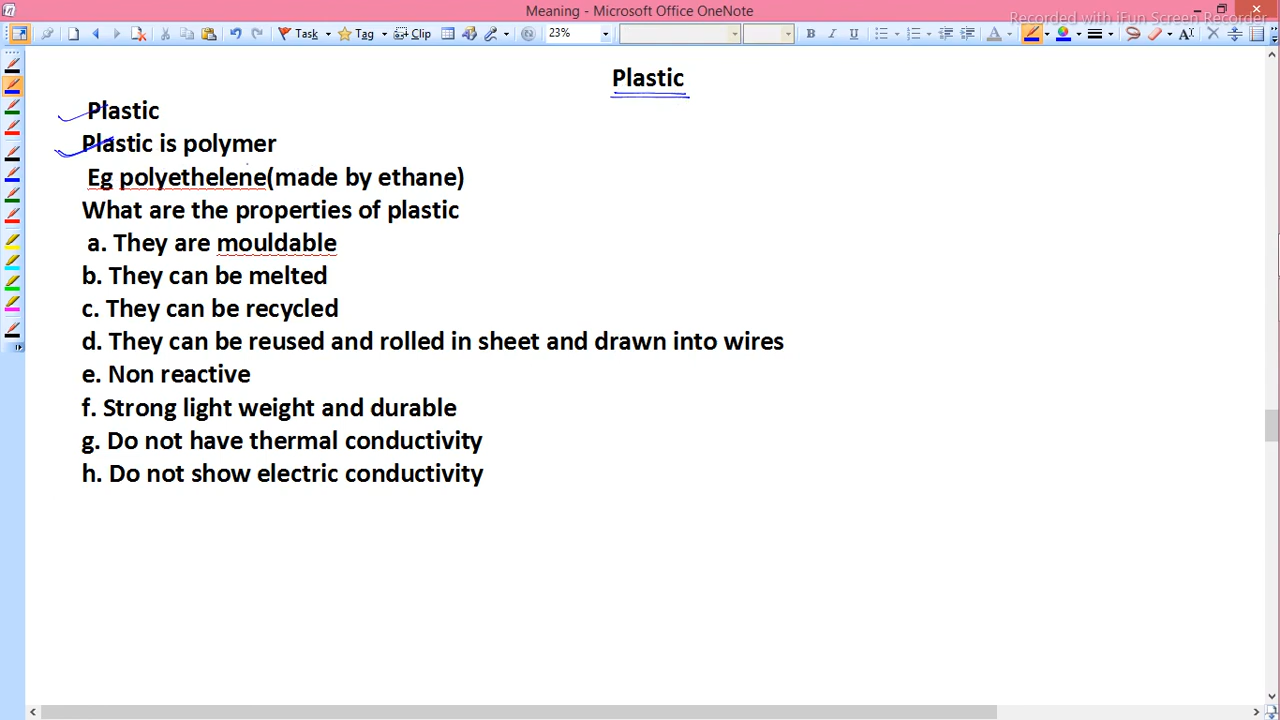 Meaning - Microsoft Office OneNote
Recorded with iFun Screen Recorder
Task Tag Clip 23% B I U
Plastic
Plastic
Plastic is polymer
Eg polyethelene(made by ethane)
What are the properties of plastic
a. They are mouldable
b. They can be melted
c. They can be recycled
d. They can be reused and rolled in sheet and drawn into wires
e. Non reactive
f. Strong light weight and durable
g. Do not have thermal conductivity
h. Do not show electric conductivity